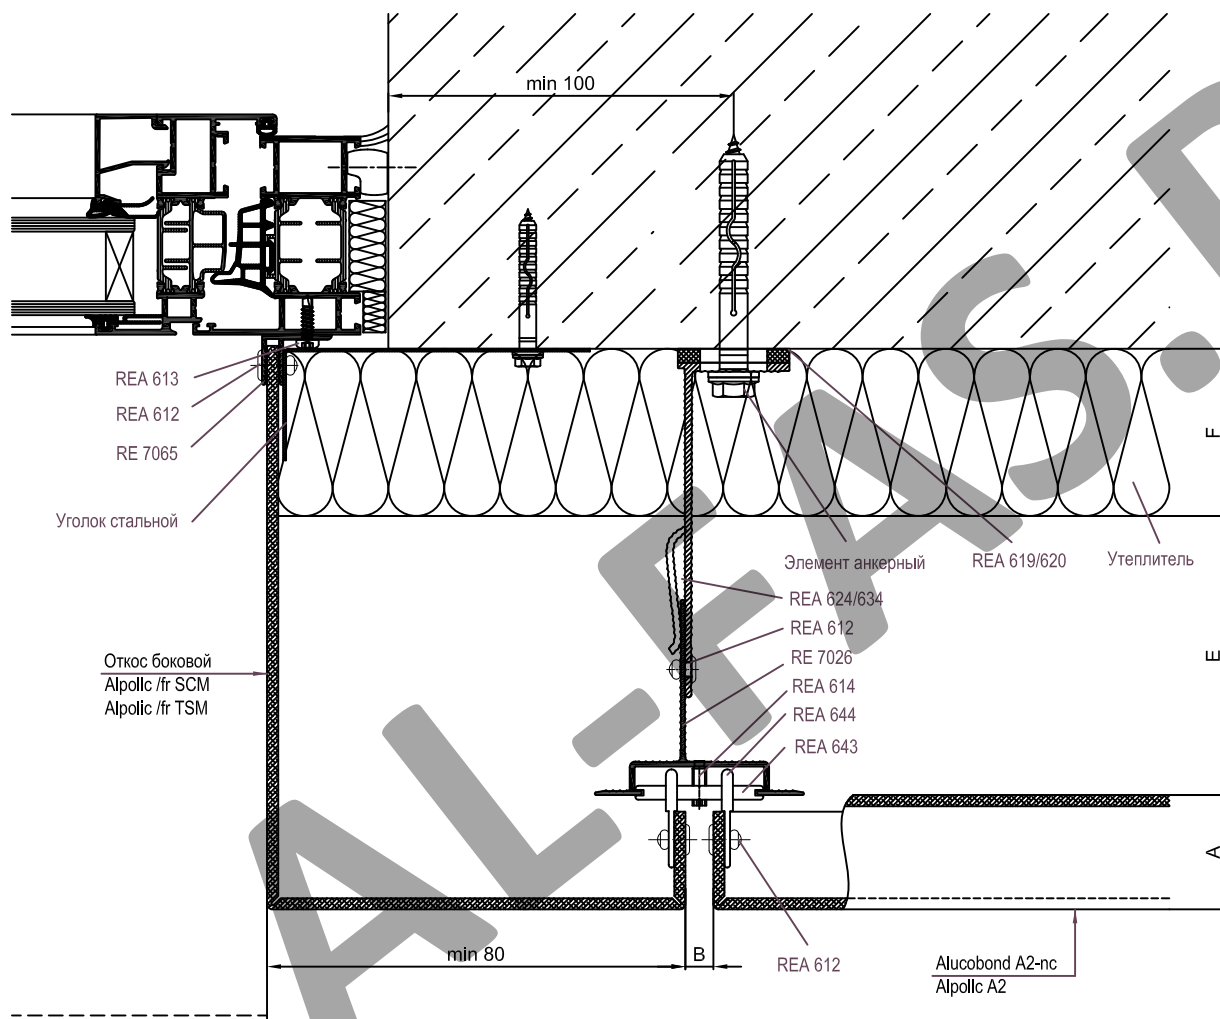 min 100
REA 613
REA 612
RE 7065
Уголок стальной
F
Элемент анкерный
REA 619/620
Утеплитель
REA 624/634
REA 612
RE 7026
REA 614
REA 644
REA 643
E
Откос боковой
Alpolic /fr SCM
Alpolic /fr TSM
A
min 80
B
REA 612
Alucobond A2-nc
Alpolic A2